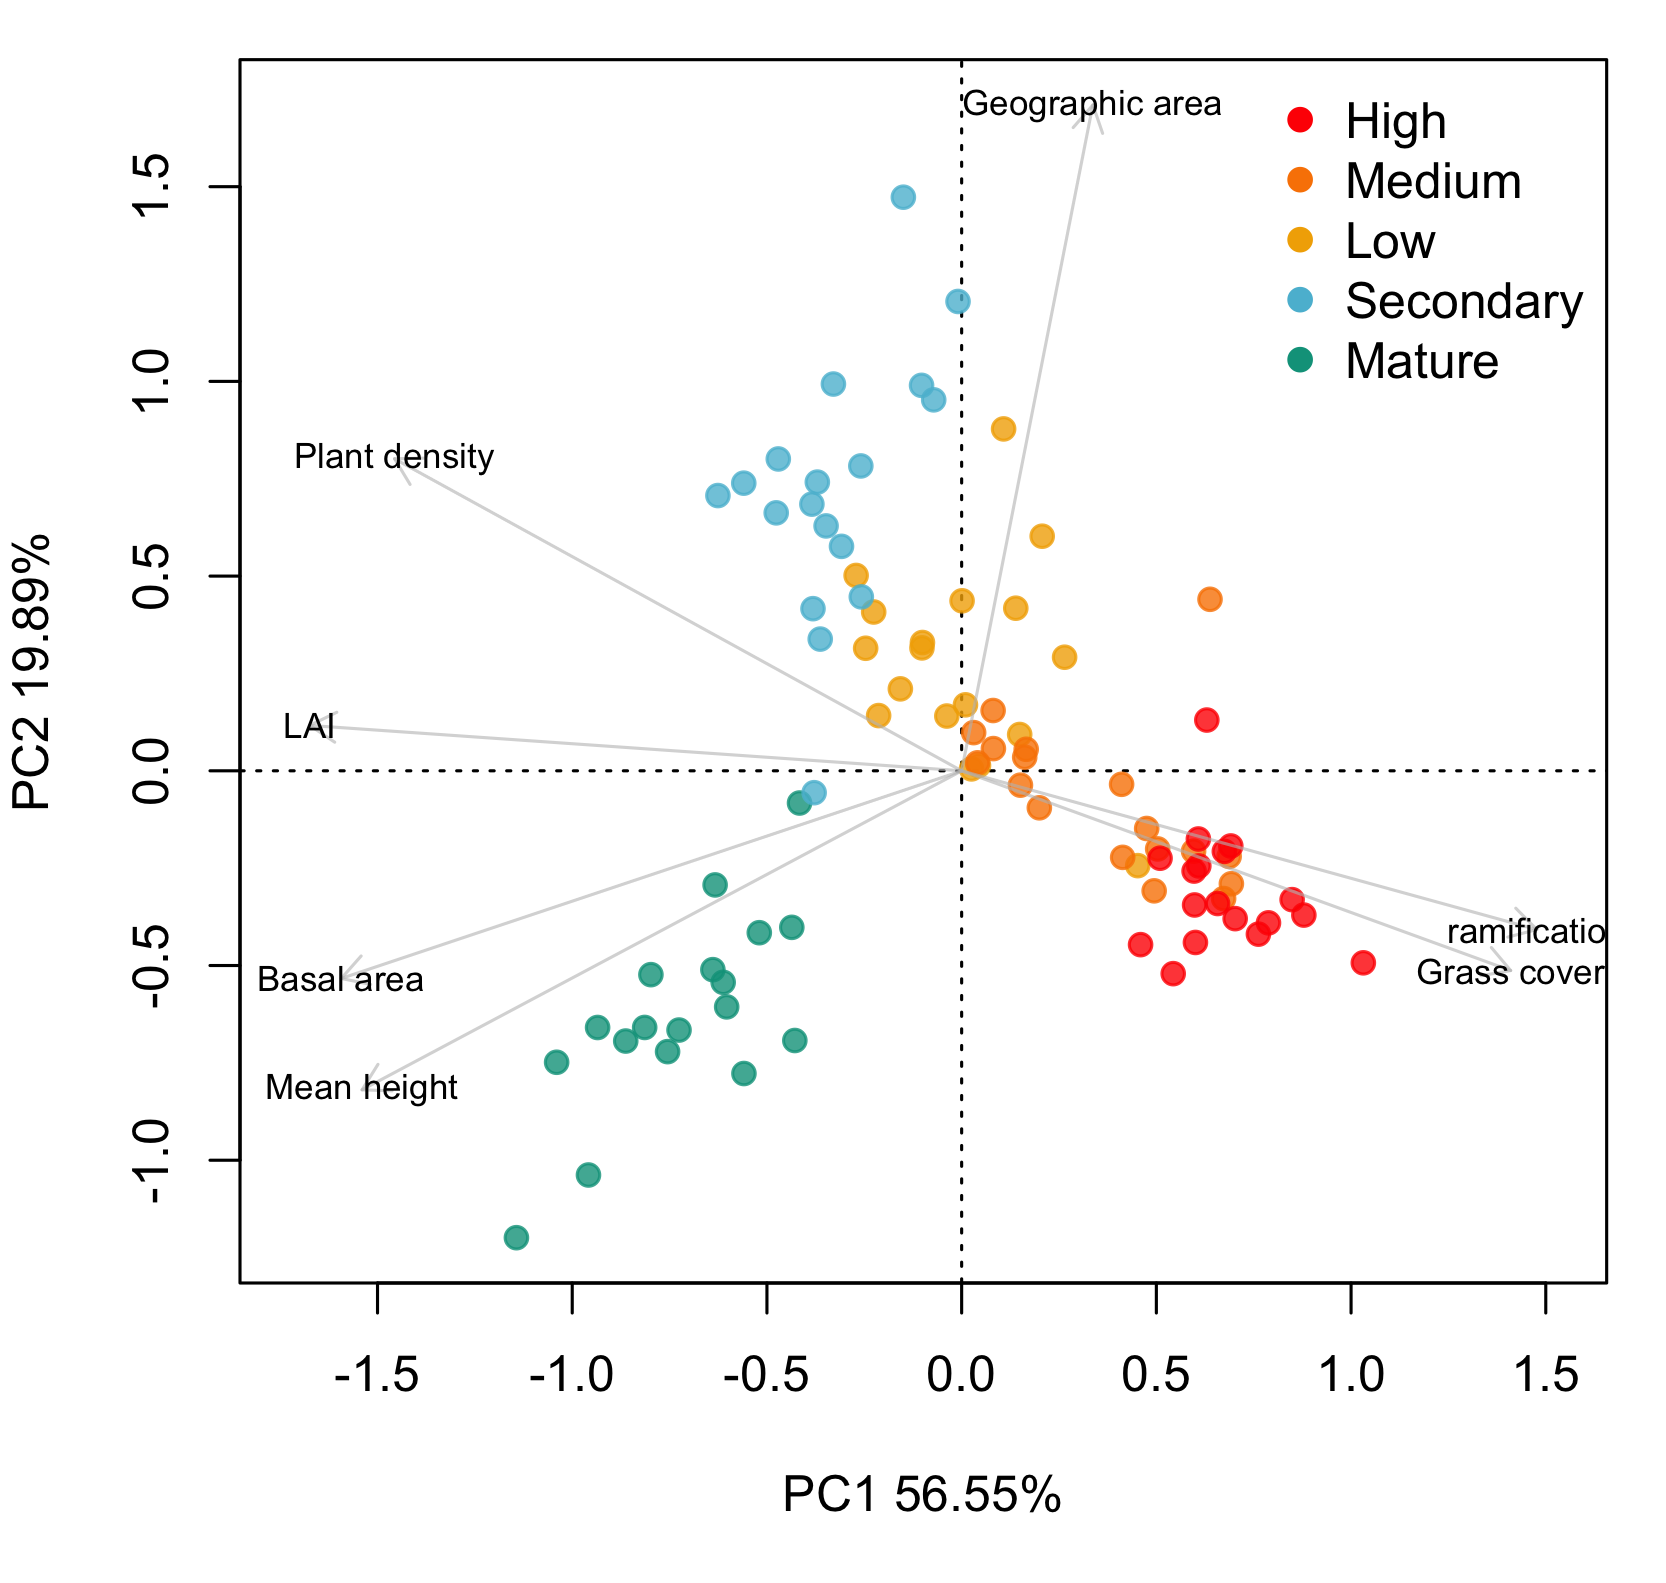 Geographic area
High
Medium
Low
Secondary
Mature
Plant density
LAI
Basal area
Mean height
ramificatio
Grass cover
PC2 19.89%
1.5
1.0
0.5
0.0
-0.5
-1.0
-1.5
-1.0
-0.5
0.0
0.5
1.0
1.5
PC1 56.55%